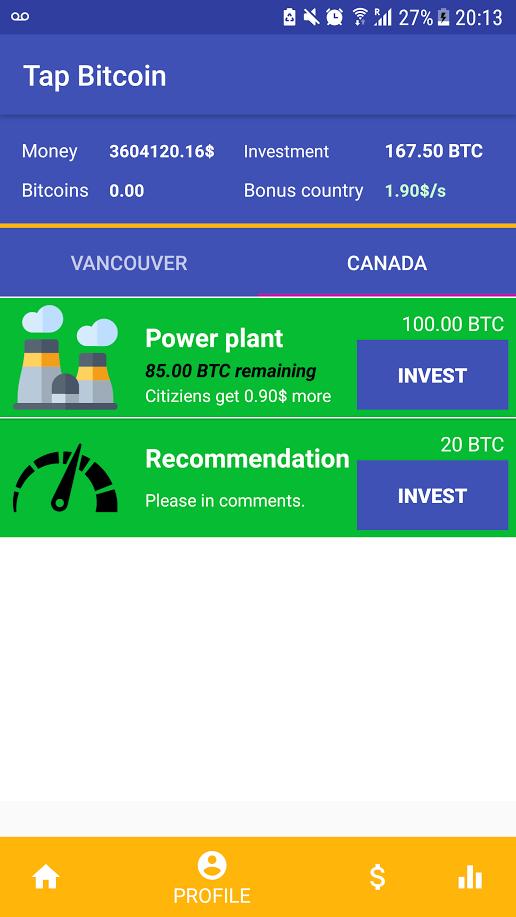 R 27% 20:13
Tap Bitcoin
Money 3604120.16$ Investment 167.50 BTC
Bitcoins 0.00 Bonus country 1.90$/s
VANCOUVER CANADA
100.00 BTC
Power plant
85.00 BTC remaining
INVEST
Citiziens get 0.90$ more
20 BTC
Recommendation
INVEST
Please in comments.
$
PROFILE